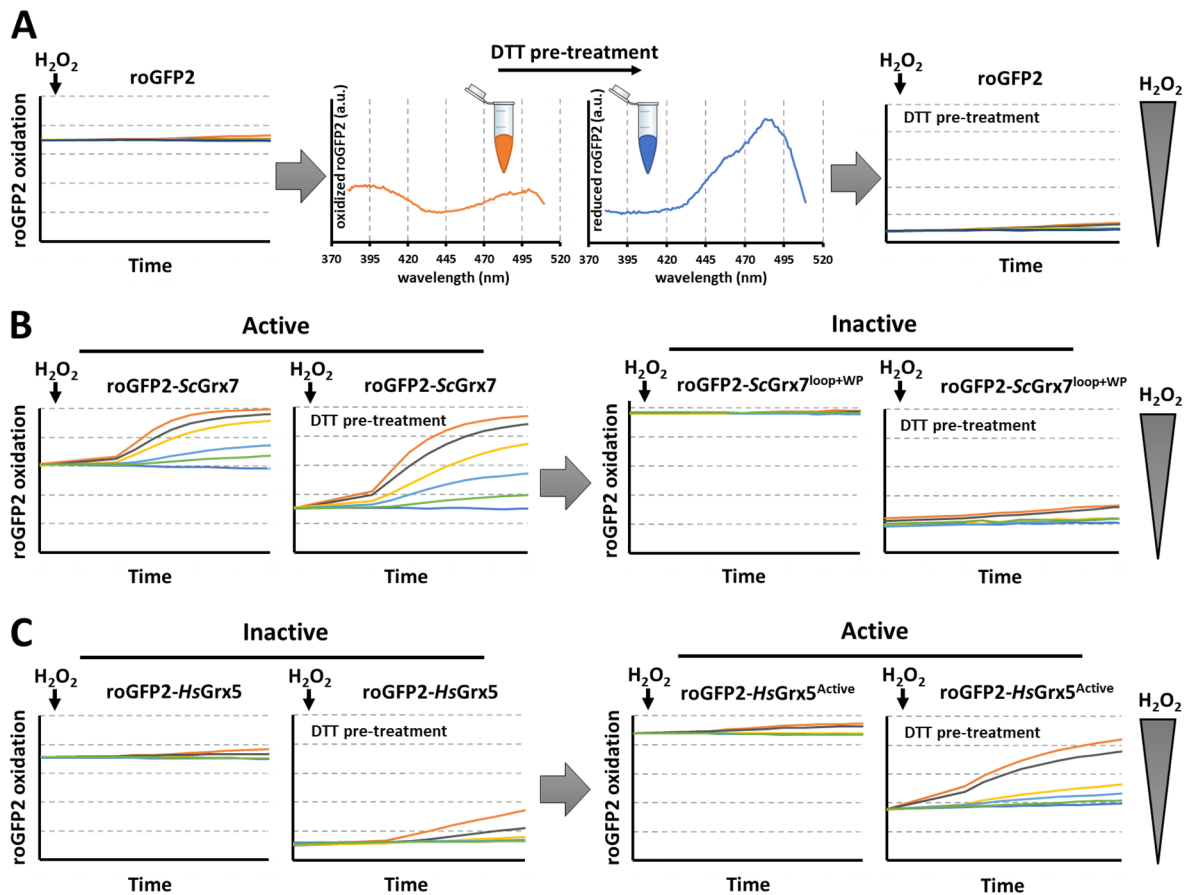 A
H₂O₂
roGFP2
roGFP2 oxidation
Time
DTT pre-treatment
oxidized roGFP2 (a.u.)
370 395 420 445 470 495 520
wavelength (nm)
reduced roGFP2 (a.u.)
370 395 420 445 470 495 520
wavelength (nm)
H₂O₂
roGFP2
DTT pre-treatment
roGFP2 oxidation
Time
H₂O₂
B
Active
H₂O₂
roGFP2-ScGrx7
roGFP2 oxidation
Time
H₂O₂
roGFP2-ScGrx7
DTT pre-treatment
Time
Inactive
H₂O₂
roGFP2-ScGrx7loop+WP
roGFP2 oxidation
Time
H₂O₂
roGFP2-ScGrx7loop+WP
DTT pre-treatment
Time
H₂O₂
C
Inactive
H₂O₂
roGFP2-HsGrx5
roGFP2 oxidation
Time
H₂O₂
roGFP2-HsGrx5
DTT pre-treatment
Time
Active
H₂O₂
roGFP2-HsGrx5Active
roGFP2 oxidation
Time
H₂O₂
roGFP2-HsGrx5Active
DTT pre-treatment
Time
H₂O₂